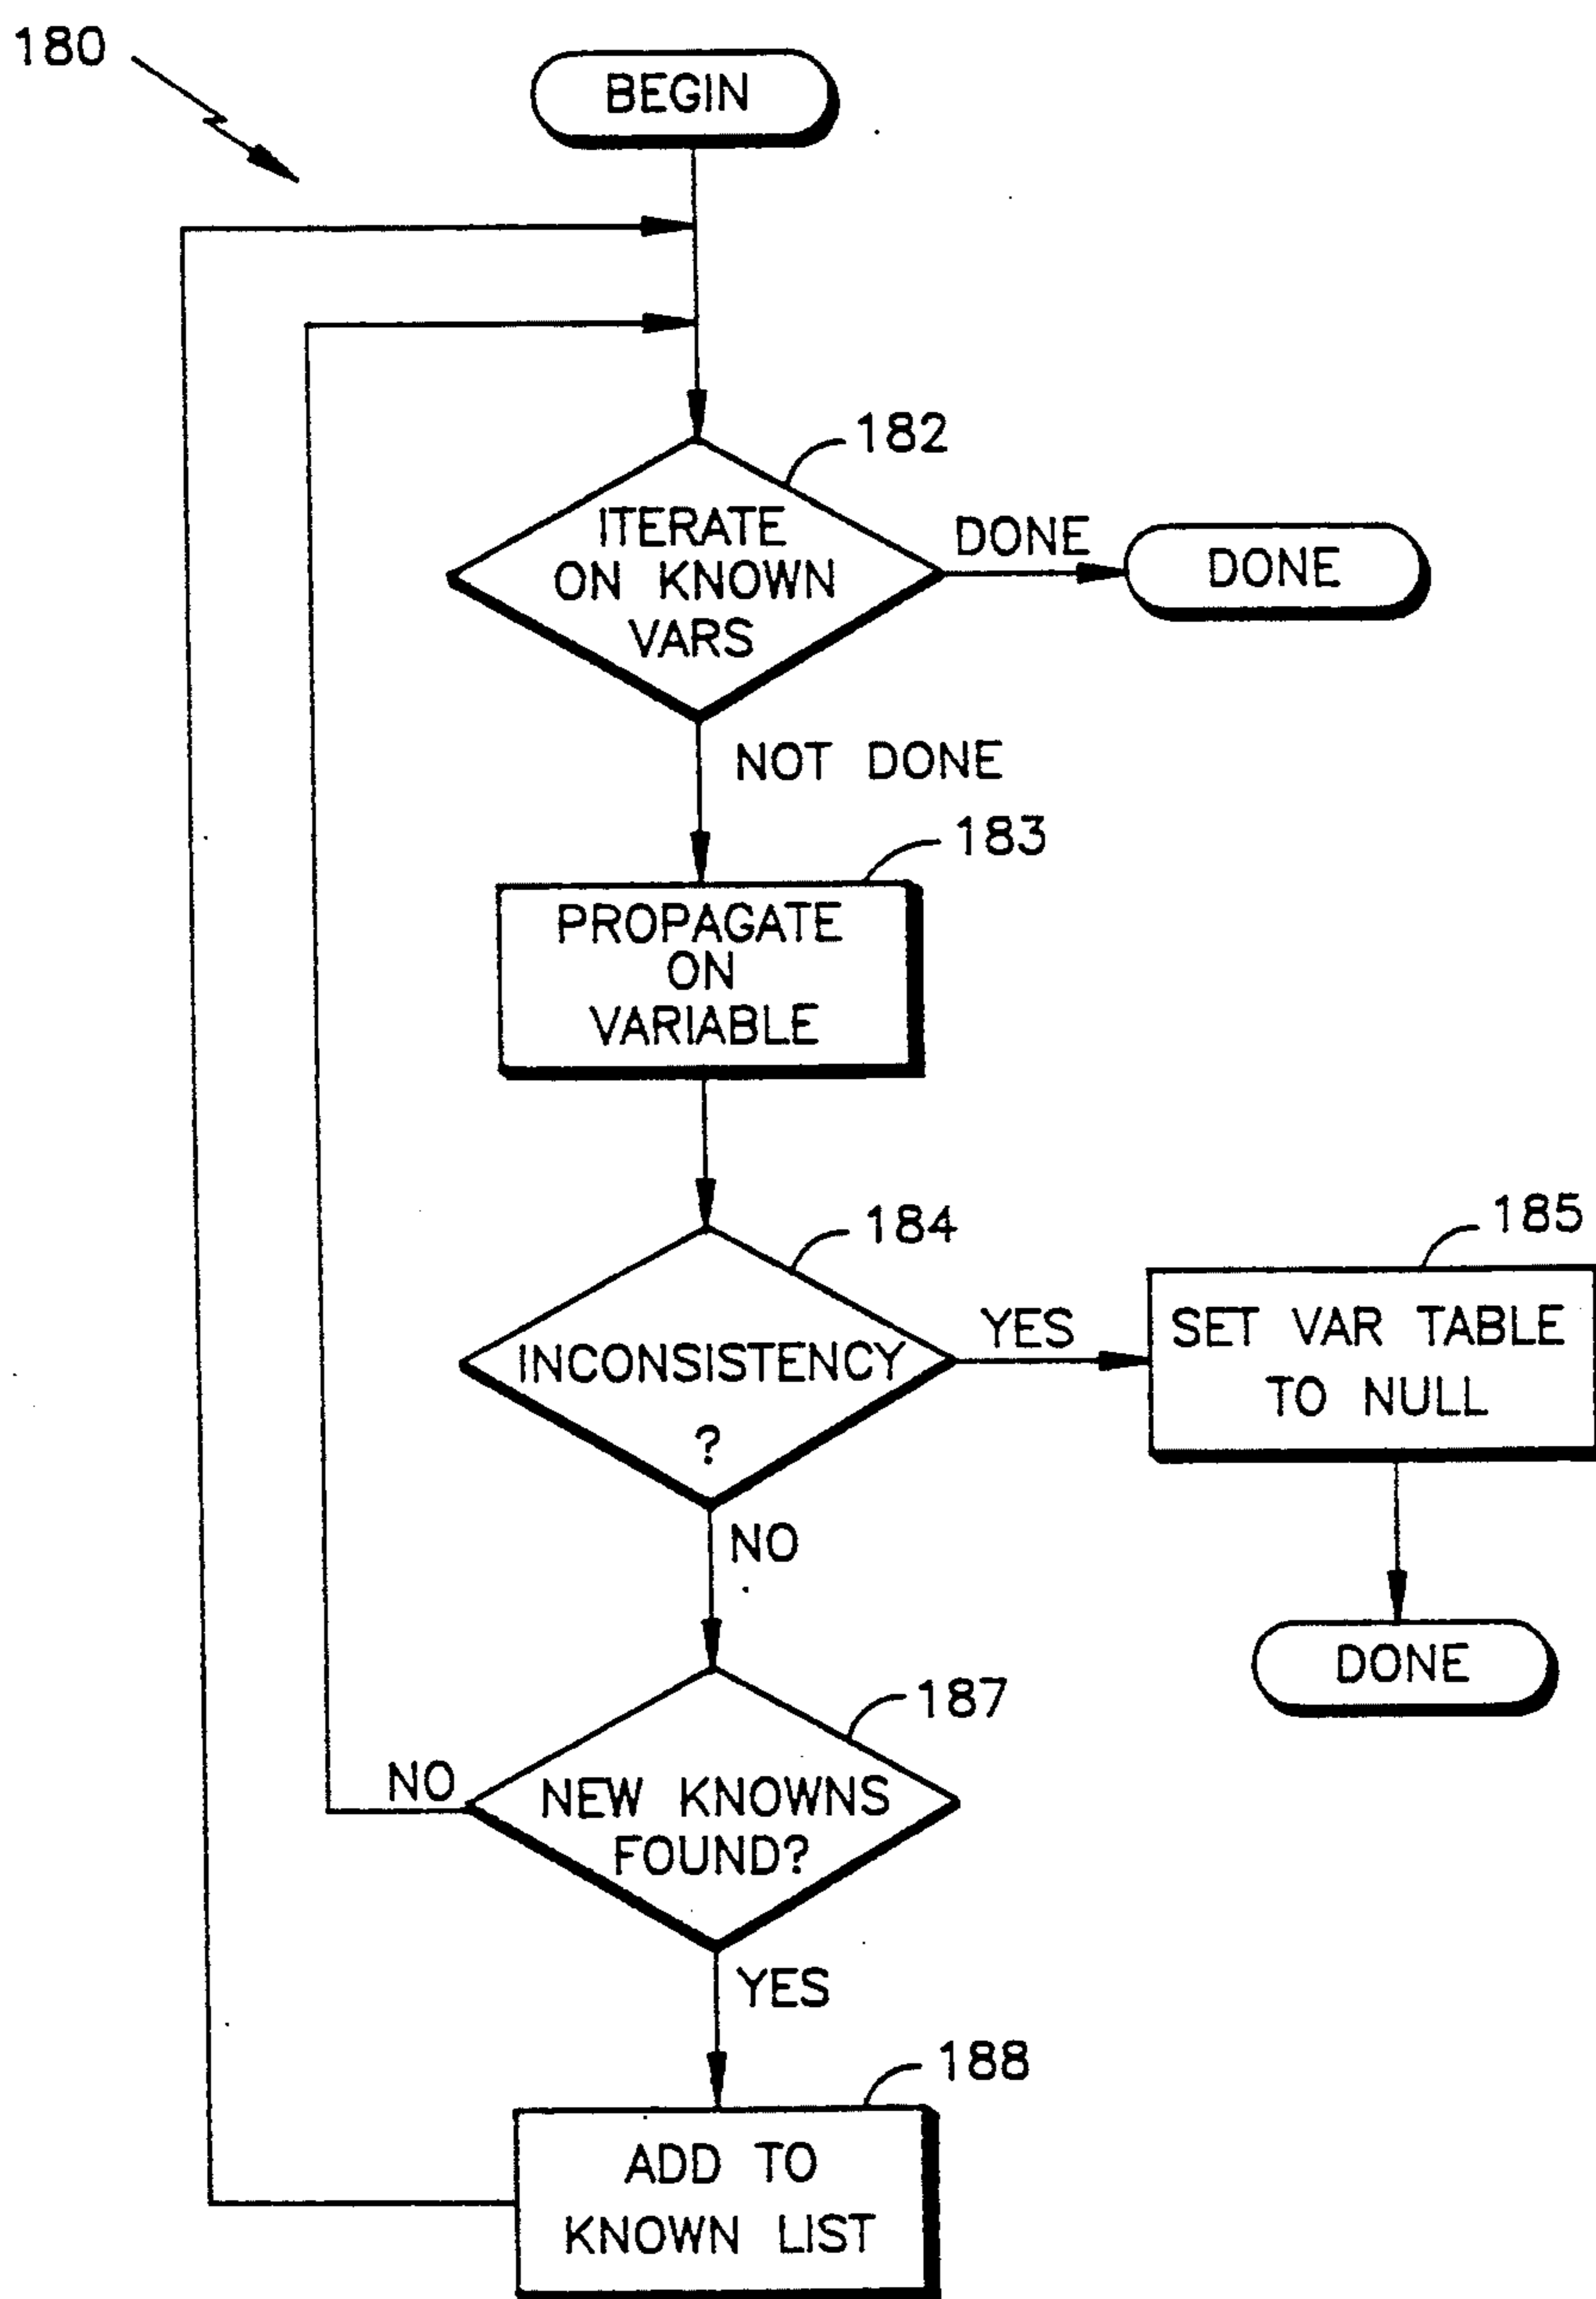 180
BEGIN
182
ITERATE
ON KNOWN
VARS
DONE
DONE
NOT DONE
183
PROPAGATE
ON
VARIABLE
184
INCONSISTENCY
?
YES
185
SET VAR TABLE
TO NULL
NO
DONE
187
NEW KNOWNS
FOUND?
NO
YES
188
ADD TO
KNOWN LIST